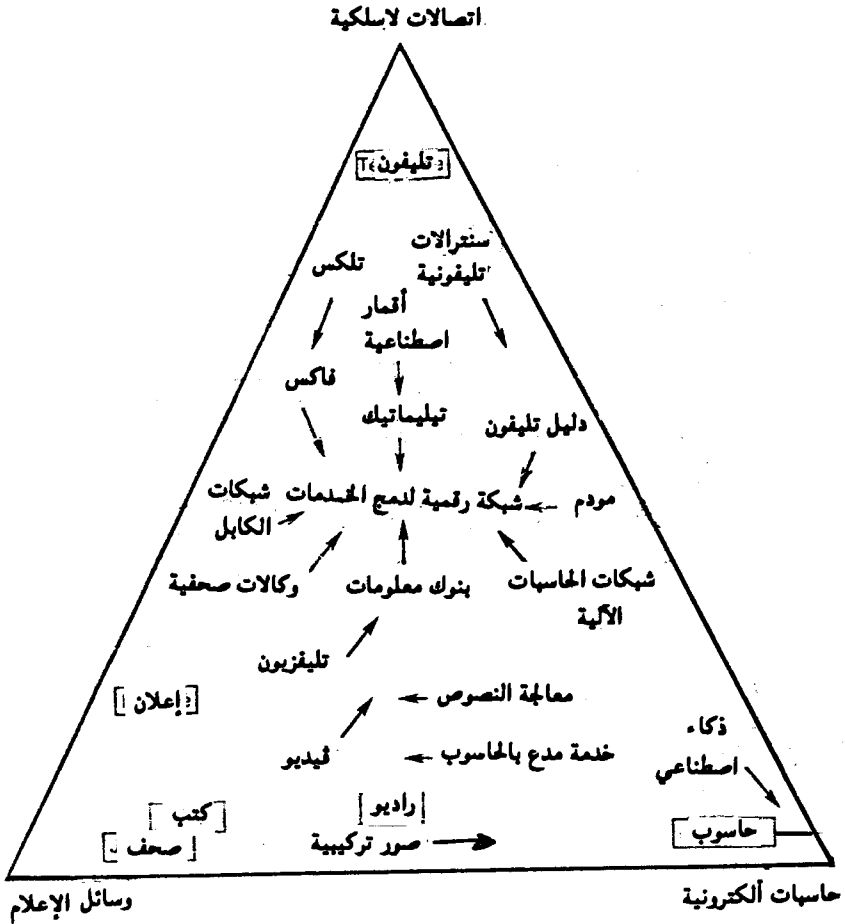 اتصالات لاسلكية
تليفون
سنترالات
تليفونية
تلكس
أقمار
اصطناعية
فاكس
تيليماتيك
دليل تليفون
شبكات
الكابل
شبكة رقمية لدمج الخدمات
مودم
وكالات صحفية
بنوك معلومات
شبكات الحاسبات
الآلية
تليفزيون
إعلان
معالجة النصوص
ذكاء
اصطناعي
ڤيديو
خدمة مدع بالحاسوب
كتب
راديو
حاسوب
صحف
صور تركيبية
وسائل الإعلام
حاسبات ألكترونية